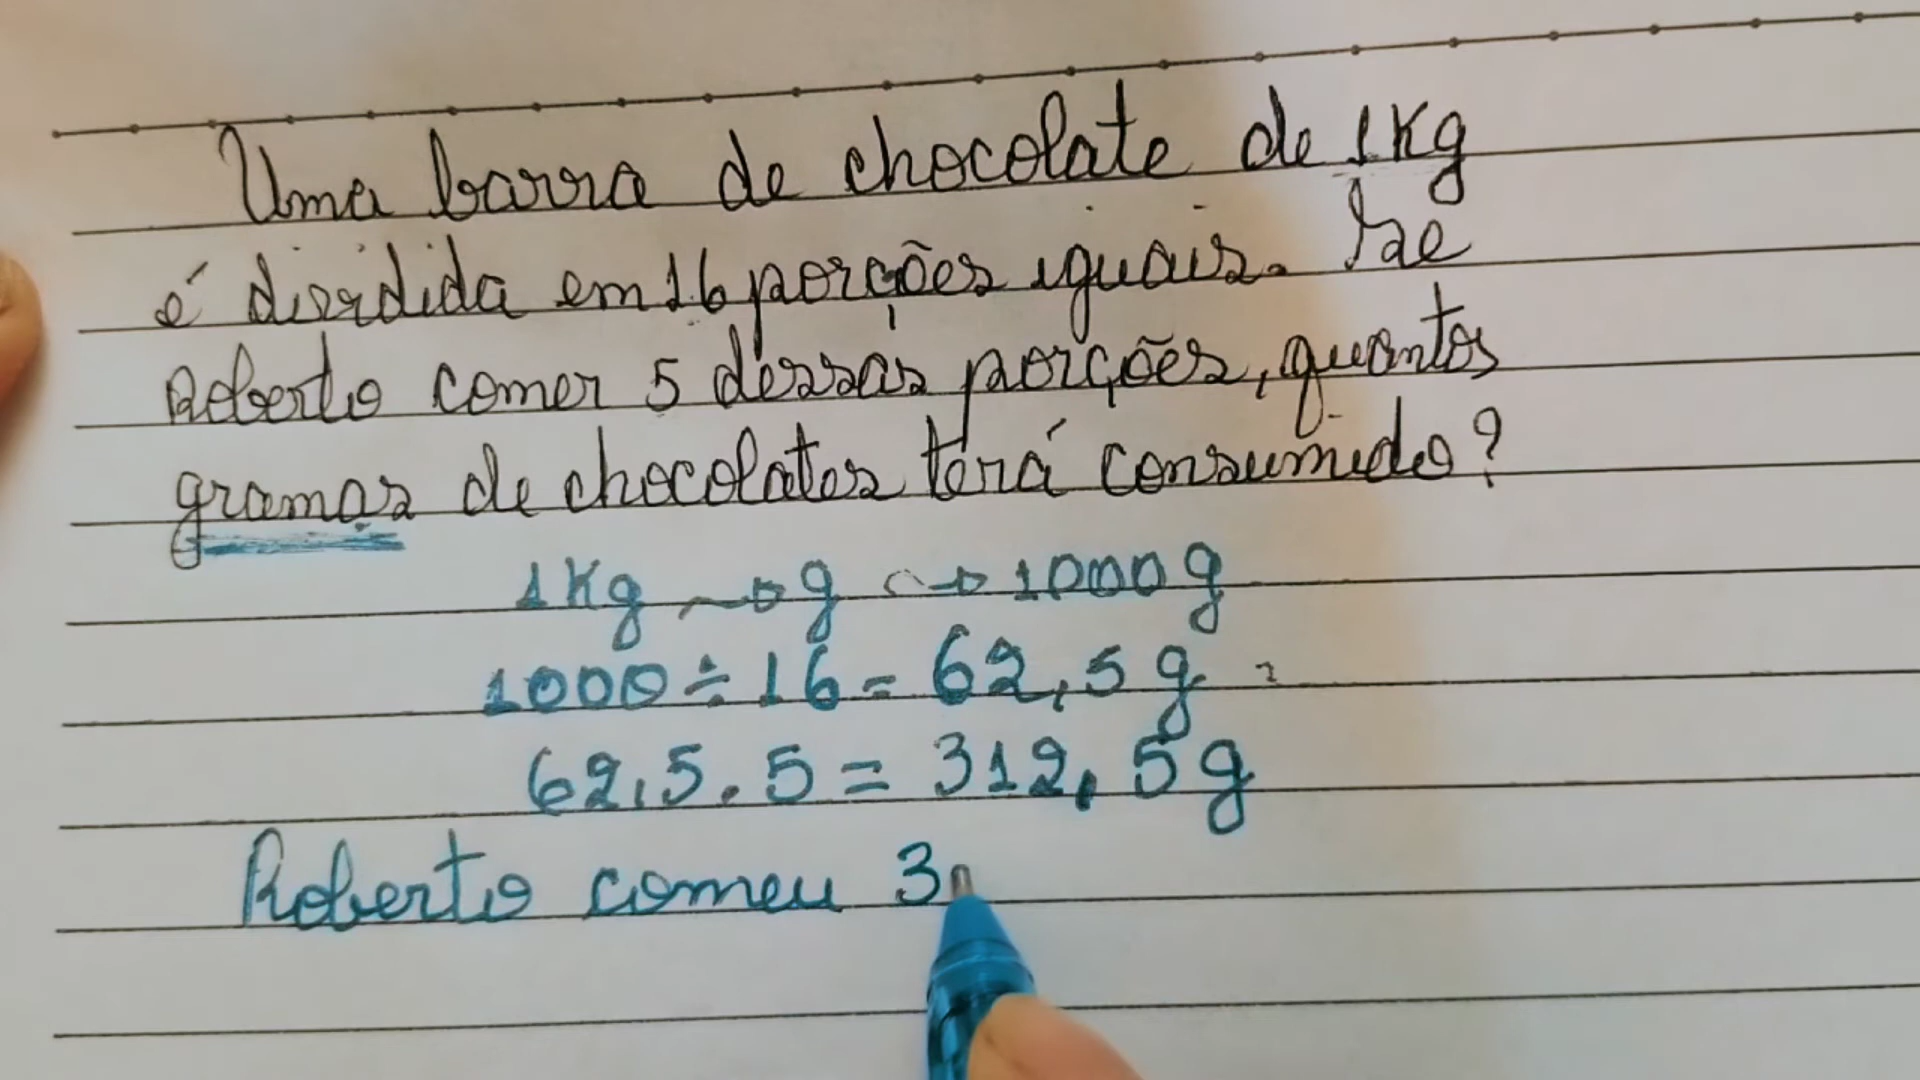 Uma barra de chocolate de 1Kg
é dividida em 16 porções iguais. Se
Roberto comer 5 dessas porções, quantos
gramas de chocolates terá consumido?
1Kg → g → 1000g
1000 ÷ 16 = 62,5 g
62,5 . 5 = 312,5g
Roberto comeu 3